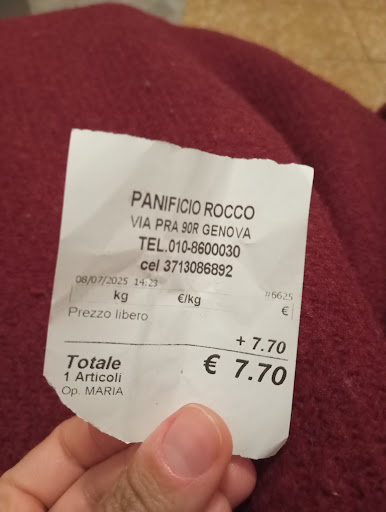 PANIFICIO ROCCO
VIA PRA 90R GENOVA
TEL.010-8600030
cel 3713086892
08/07/2025 14:23 #6625
kg €/kg €
Prezzo libero
+ 7.70
Totale € 7.70
1 Articoli
Op. MARIA